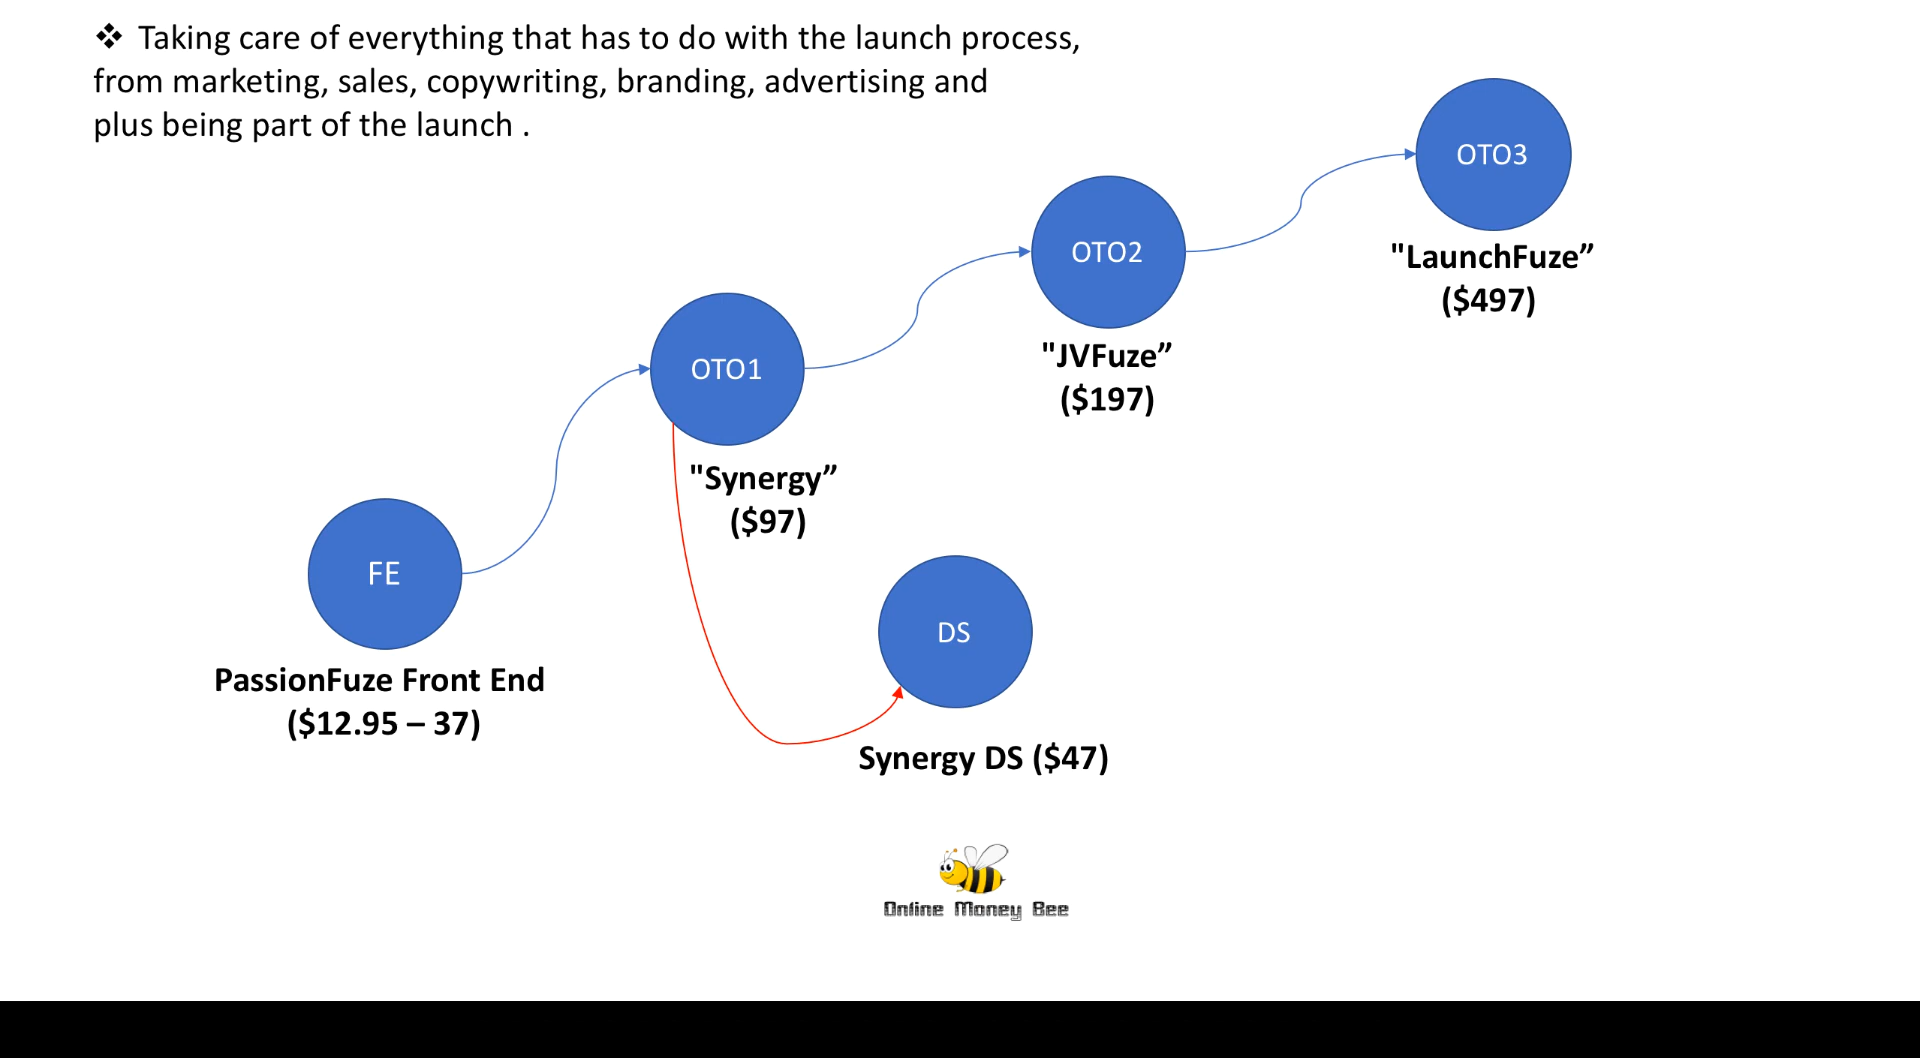 ❖ Taking care of everything that has to do with the launch process,
from marketing, sales, copywriting, branding, advertising and
plus being part of the launch .
OTO3
"LaunchFuze”
($497)
OTO2
"JVFuze”
($197)
OTO1
"Synergy”
($97)
FE
PassionFuze Front End
($12.95 – 37)
DS
Synergy DS ($47)
Online Money Bee